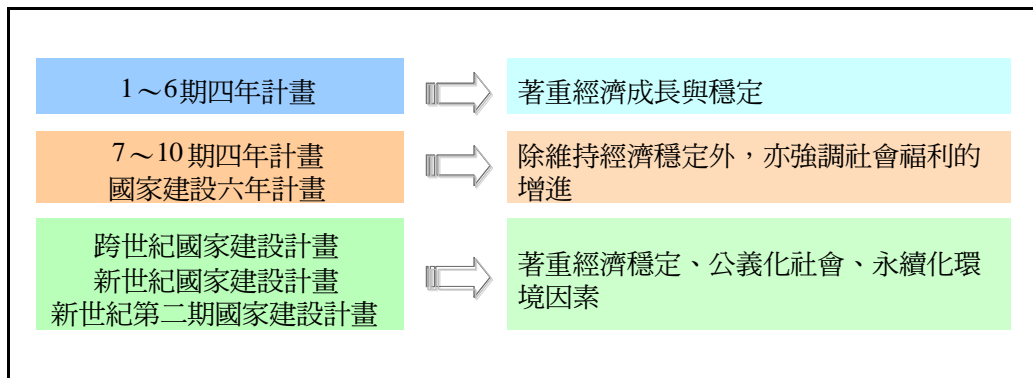 1～6期四年計畫
著重經濟成長與穩定
7～10期四年計畫
國家建設六年計畫
除維持經濟穩定外，亦強調社會福利的
增進
跨世紀國家建設計畫
新世紀國家建設計畫
新世紀第二期國家建設計畫
著重經濟穩定、公義化社會、永續化環
境因素